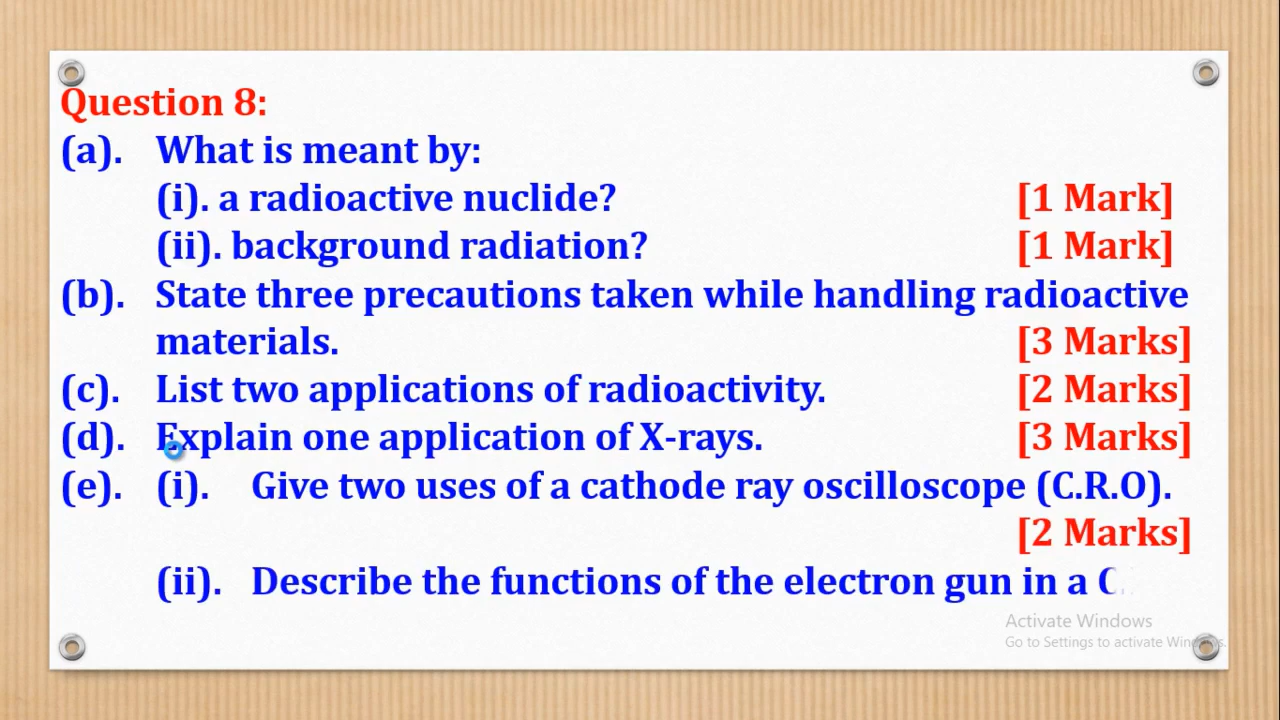 Question 8:
(a). What is meant by:
(i). a radioactive nuclide? [1 Mark]
(ii). background radiation? [1 Mark]
(b). State three precautions taken while handling radioactive
materials. [3 Marks]
(c). List two applications of radioactivity. [2 Marks]
(d). Explain one application of X-rays. [3 Marks]
(e). (i). Give two uses of a cathode ray oscilloscope (C.R.O).
[2 Marks]
(ii). Describe the functions of the electron gun in a
Activate Windows
Go to Settings to activate Windows.